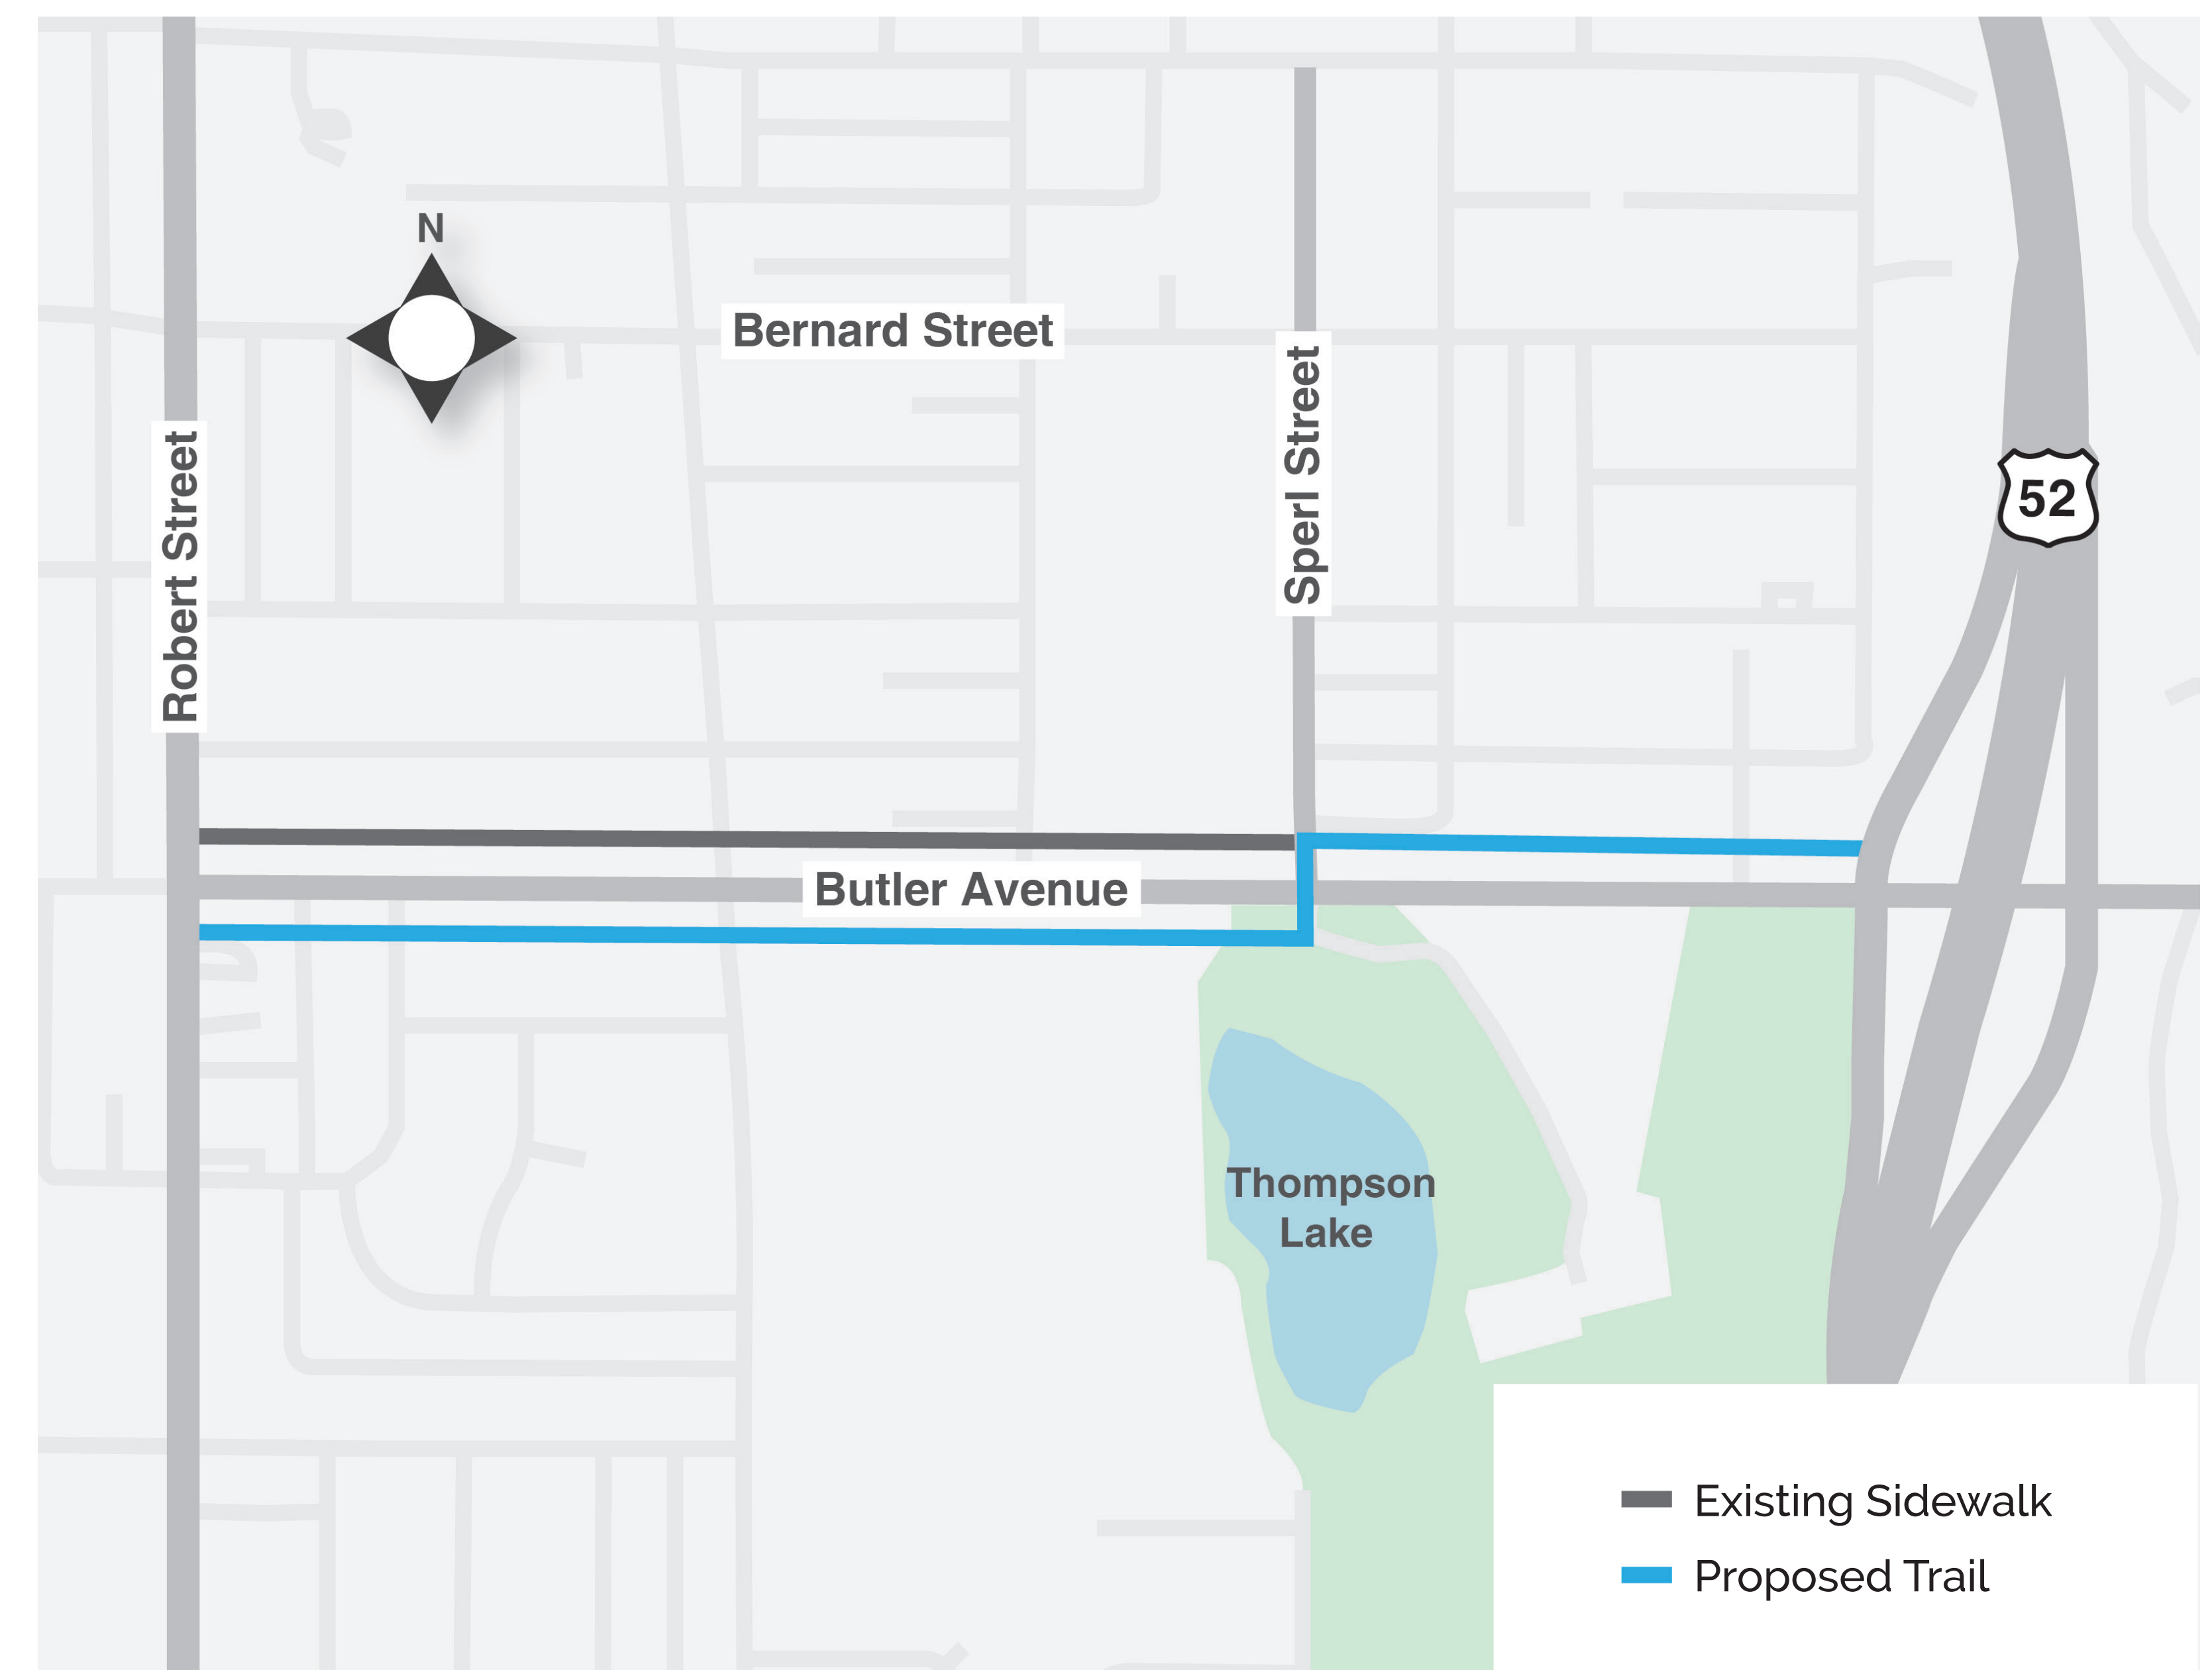 N
Bernard Street
Robert Street
Sperl Street
52
Butler Avenue
Thompson
Lake
Existing Sidewalk
Proposed Trail